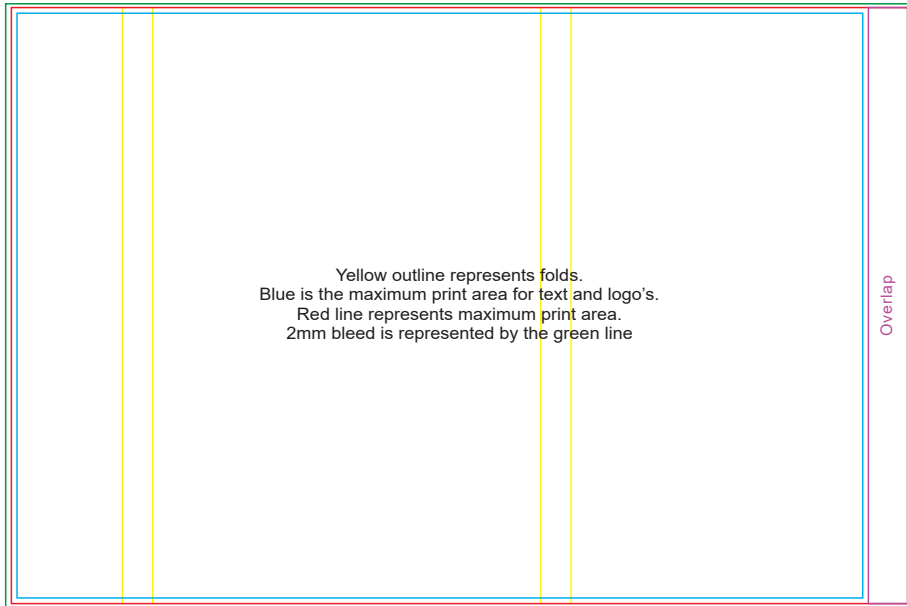 Yellow outline represents folds.
Blue is the maximum print area for text and logo’s.
Red line represents maximum print area.
2mm bleed is represented by the green line
Overlap